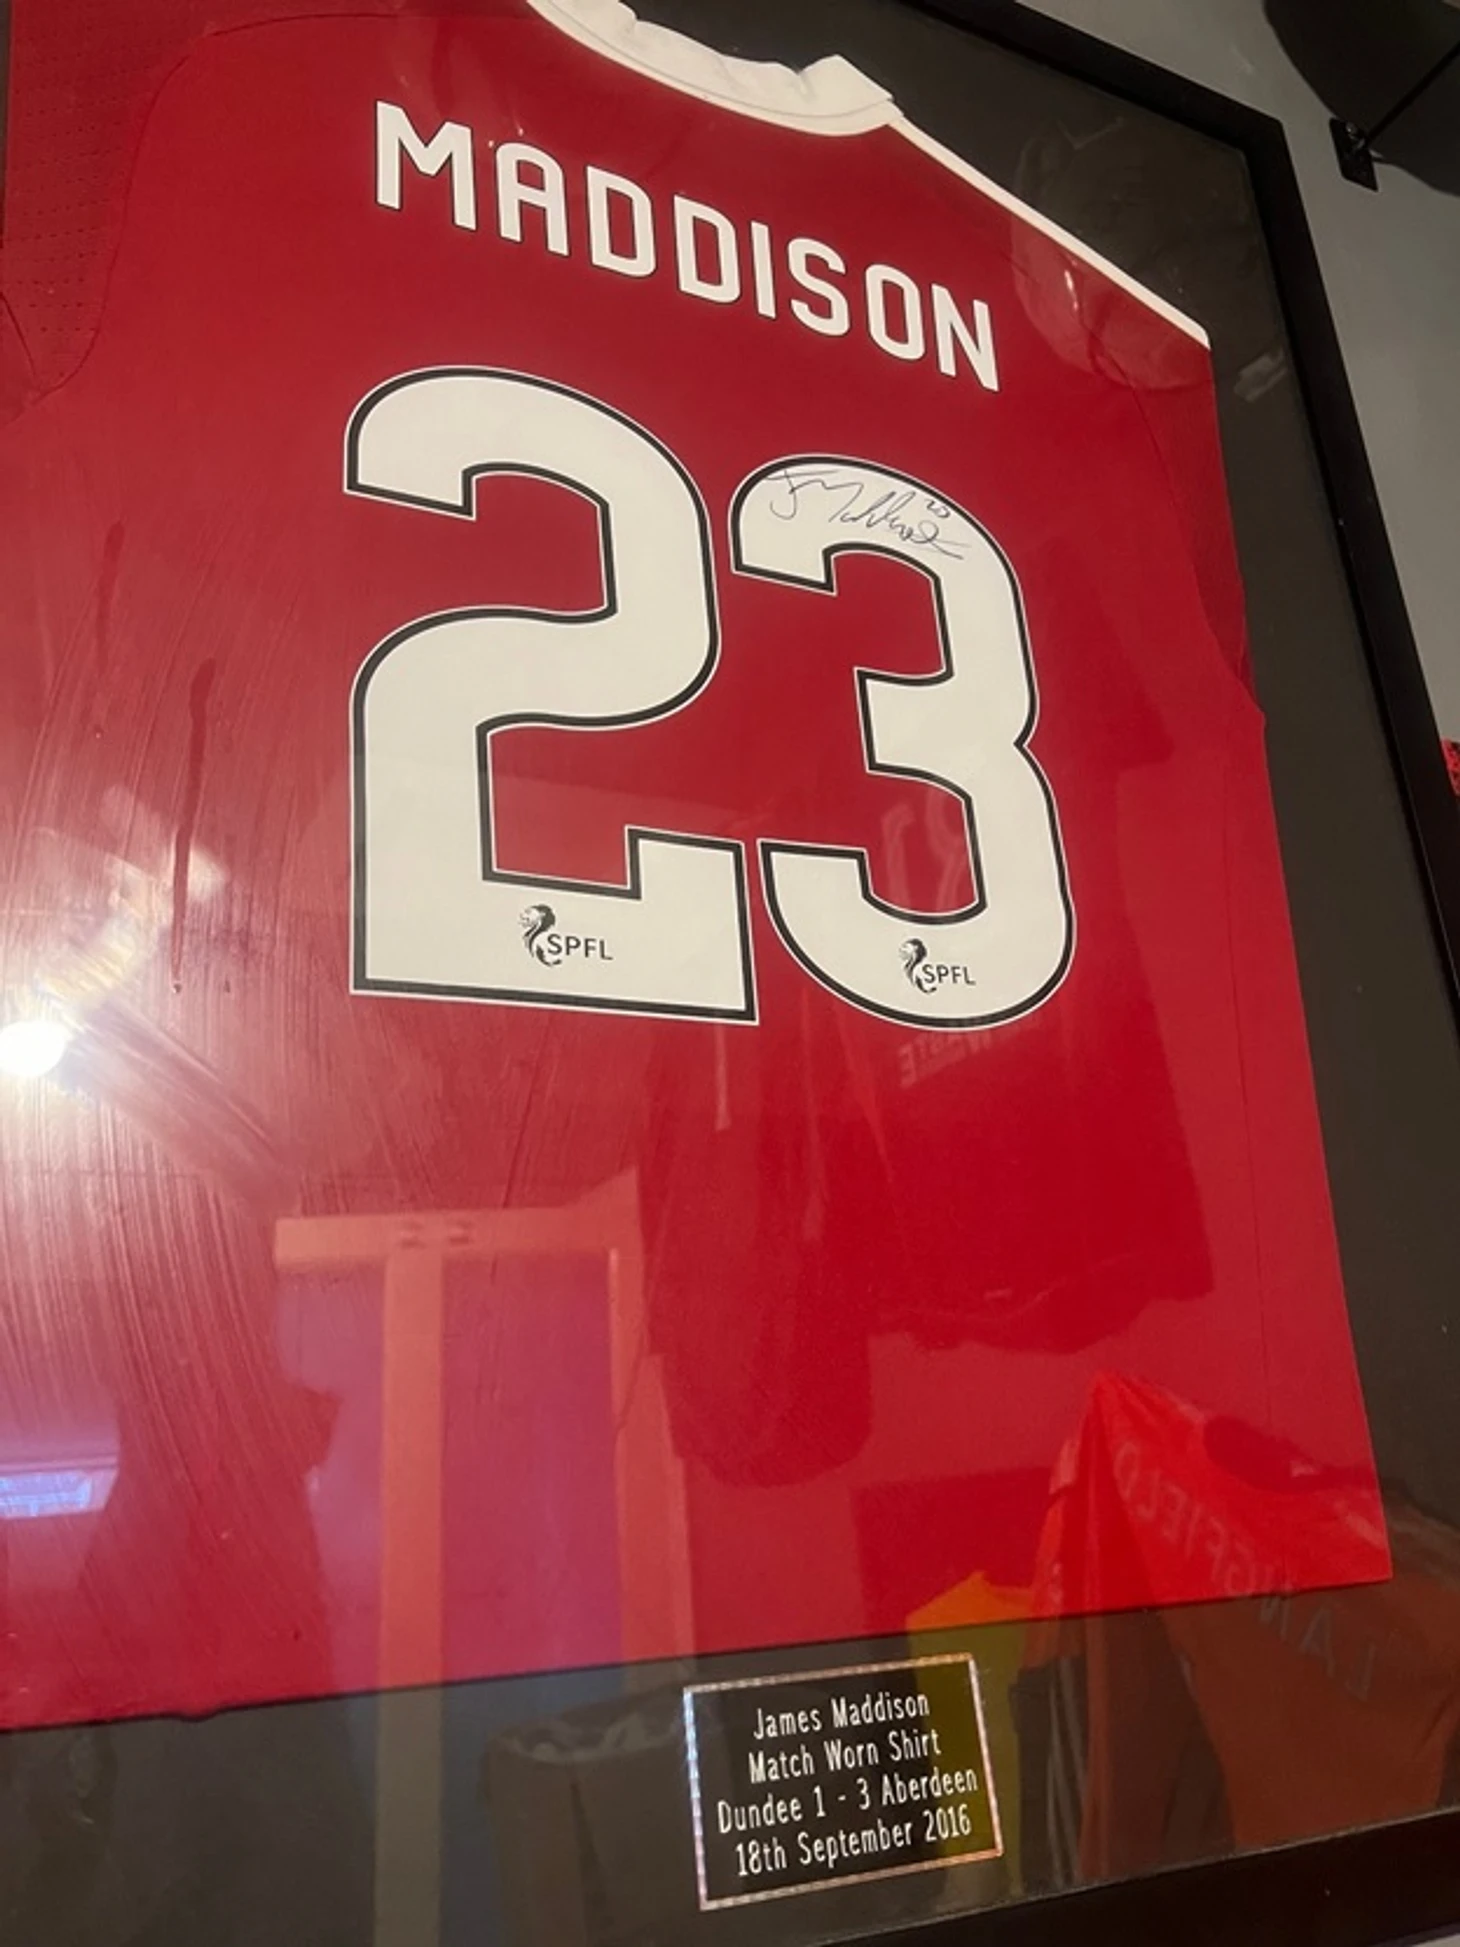 MADDISON
23
SPFL
SPFL
James Maddison
Match Worn Shirt
Dundee 1 - 3 Aberdeen
18th September 2016